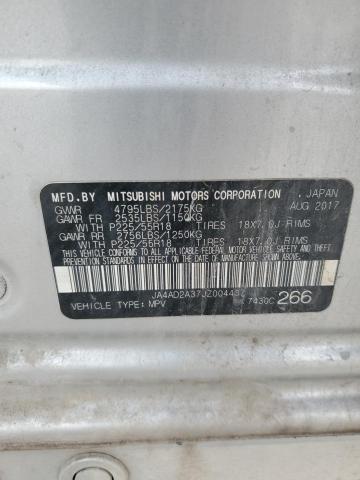 MFD.BY MITSUBISHI MOTORS CORPORATION JAPAN
GVWR 4795LBS/2175KG AUG 2017
GAWR FR 2535LBS/1150KG
WITH P225/55R18 TIRES 18X7.0J RIMS
GAWR RR 2756LBS/1250KG
WITH P225/55R18 TIRES 18X7.0J RIMS
THIS VEHICLE CONFORMS TO ALL APPLICABLE FEDERAL
MOTOR VEHICLE SAFETY AND THEFT
PREVENTION STANDARDS IN EFFECT ON THE DATE OF
MANUFACTURE SHOWN ABOVE.
VEHICLE TYPE: MPV 7430C 266